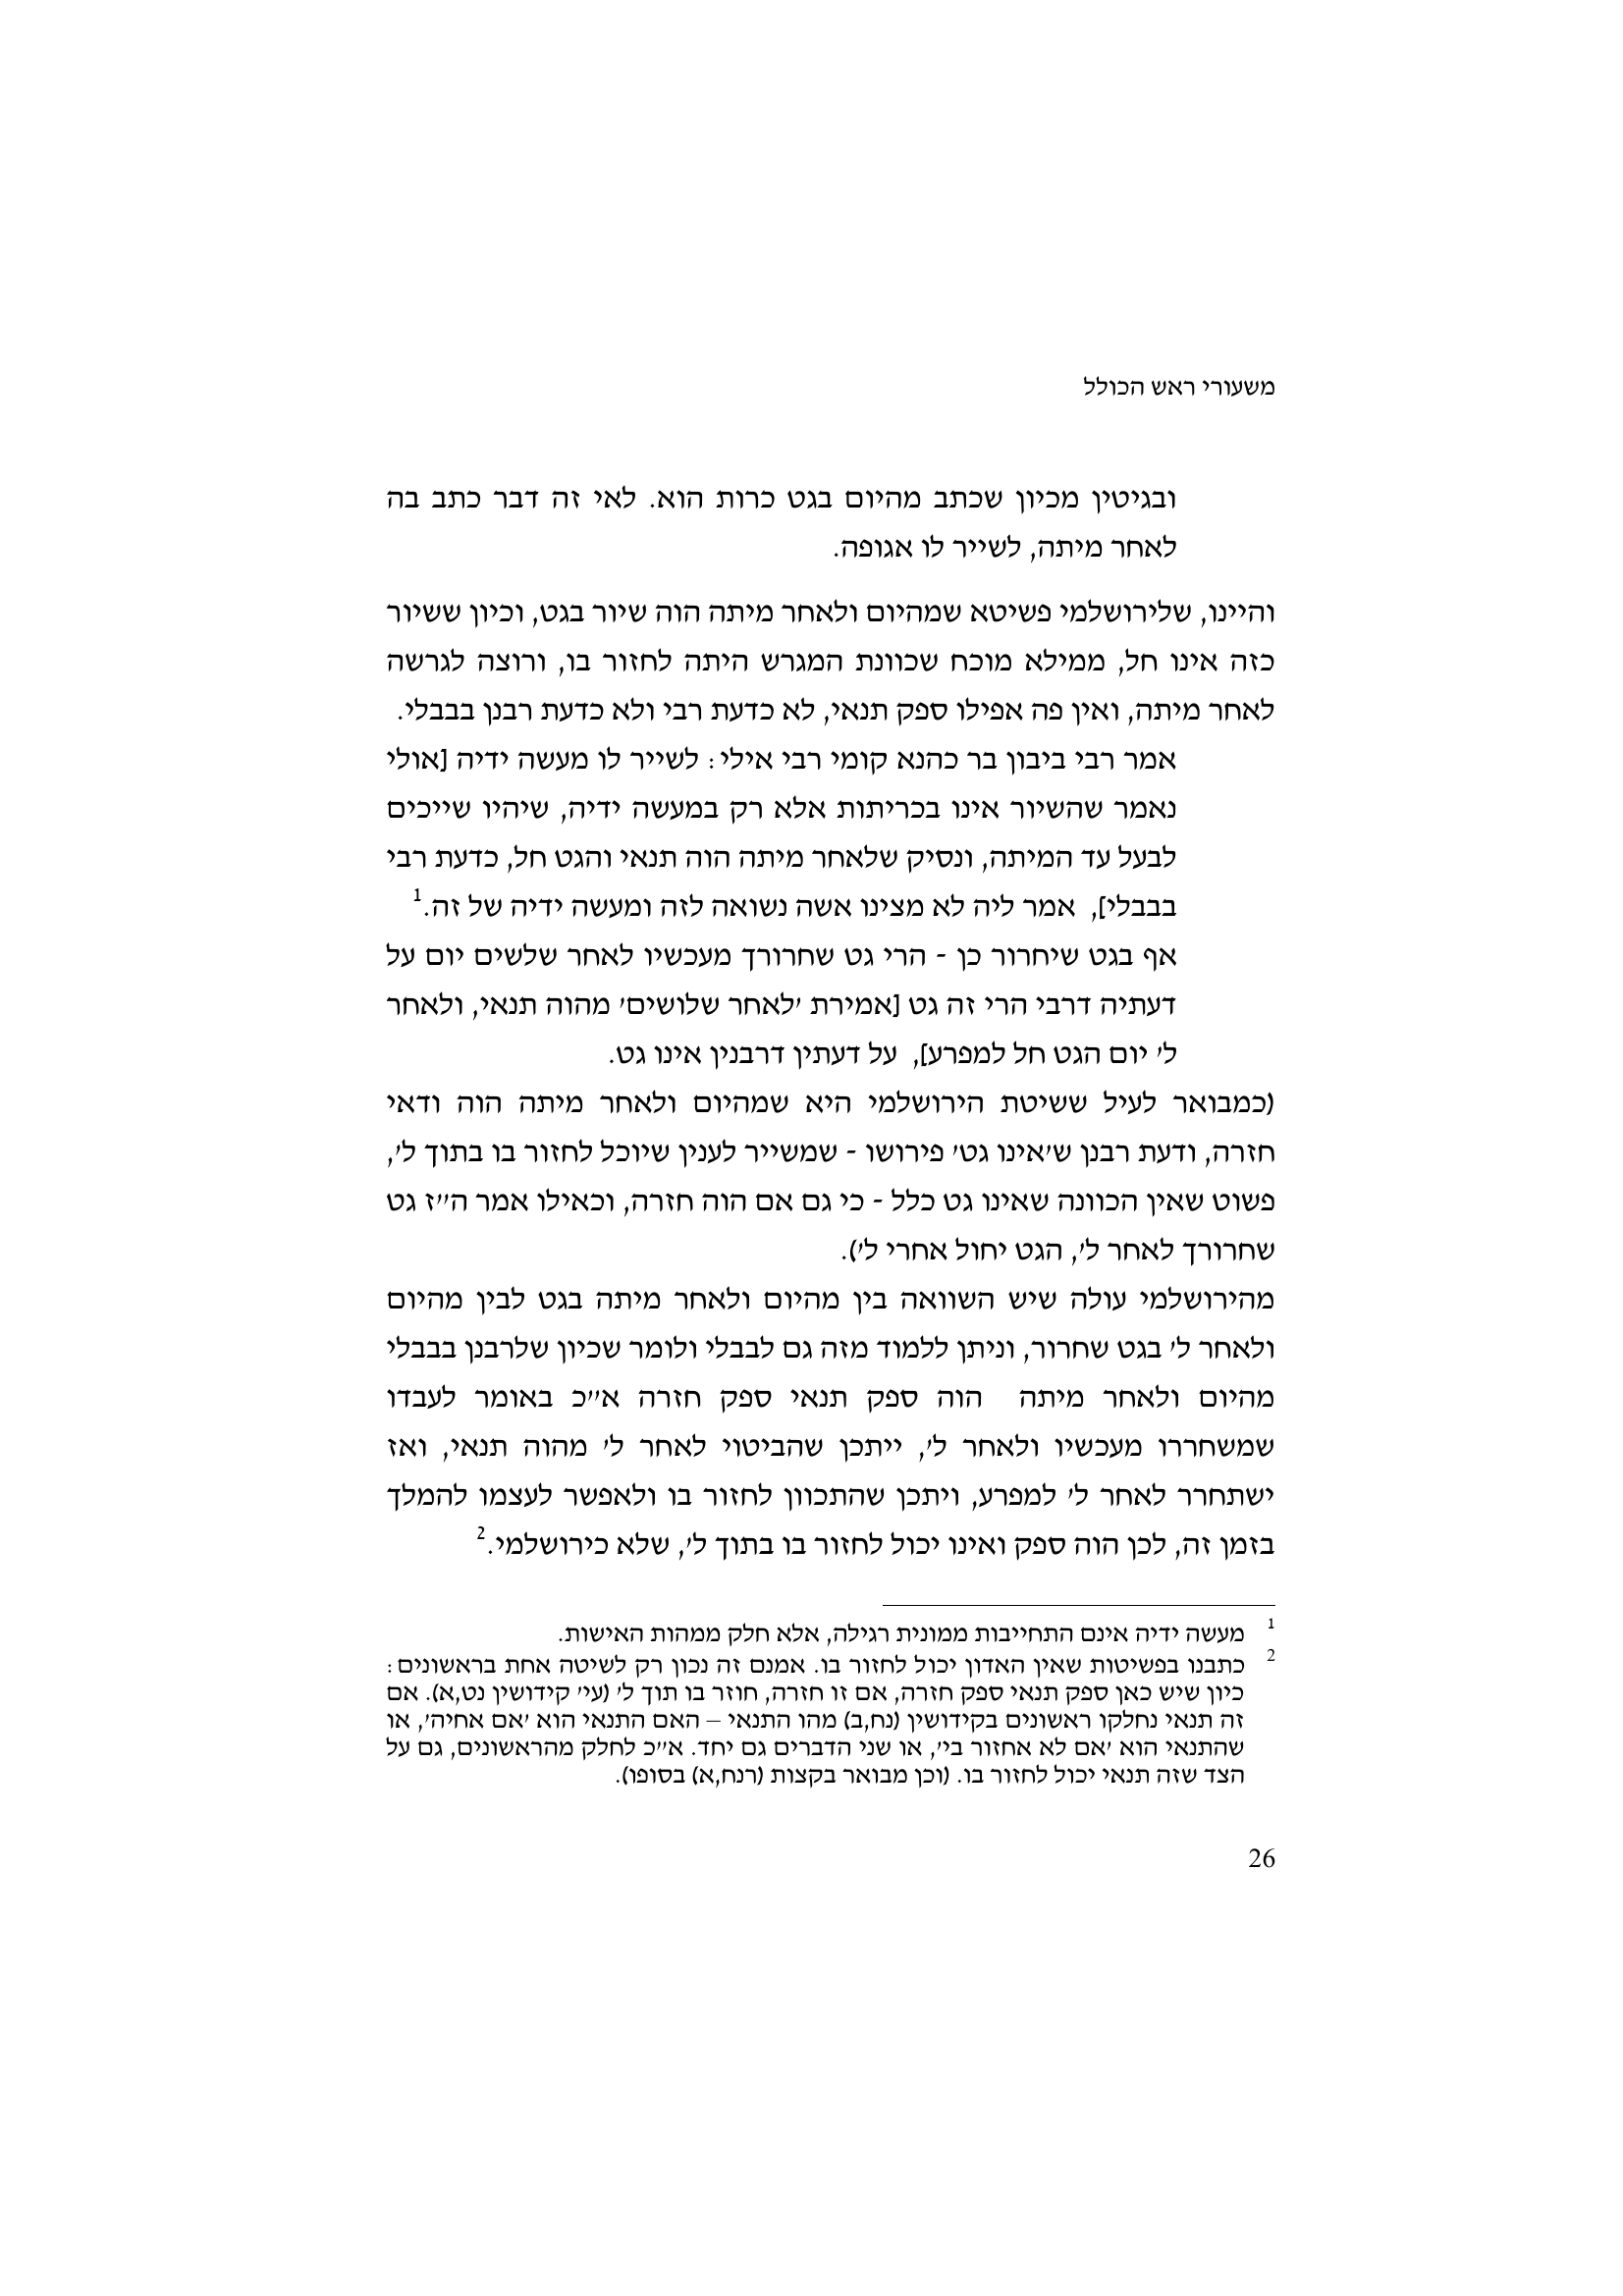 משעורי ראש הכולל
ובגיטין מכיון שכתב מהיום בגט כרות הוא. לאי זה דבר כתב בה
לאחר מיתה, לשייר לו אגופה.
והיינו, שלירושלמי פשיטא שמהיום ולאחר מיתה הוה שיור בגט, וכיון ששיור
כזה אינו חל, ממילא מוכח שכוונת המגרש היתה לחזור בו, ורוצה לגרשה
לאחר מיתה, ואין פה אפילו ספק תנאי, לא כדעת רבי ולא כדעת רבנן בבבלי.
אמר רבי ביבון בר כהנא קומי רבי אילי: לשייר לו מעשה ידיה [אולי
נאמר שהשיור אינו בכריתות אלא רק במעשה ידיה, שיהיו שייכים
לבעל עד המיתה, ונסיק שלאחר מיתה הוה תנאי והגט חל, כדעת רבי
בבבלי], אמר ליה לא מצינו אשה נשואה לזה ומעשה ידיה של זה.1
אף בגט שיחרור כן - הרי גט שחרורך מעכשיו לאחר שלשים יום על
דעתיה דרבי הרי זה גט [אמירת 'לאחר שלושים' מהוה תנאי, ולאחר
ל' יום הגט חל למפרע], על דעתין דרבנין אינו גט.
(כמבואר לעיל ששיטת הירושלמי היא שמהיום ולאחר מיתה הוה ודאי
חזרה, ודעת רבנן ש'אינו גט' פירושו - שמשייר לענין שיוכל לחזור בו בתוך ל',
פשוט שאין הכוונה שאינו גט כלל - כי גם אם הוה חזרה, וכאילו אמר ה"ז גט
שחרורך לאחר ל', הגט יחול אחרי ל').
מהירושלמי עולה שיש השוואה בין מהיום ולאחר מיתה בגט לבין מהיום
ולאחר ל' בגט שחרור, וניתן ללמוד מזה גם לבבלי ולומר שכיון שלרבנן בבבלי
מהיום ולאחר מיתה הוה ספק תנאי ספק חזרה א"כ באומר לעבדו
שמשחררו מעכשיו ולאחר ל', ייתכן שהביטוי לאחר ל' מהוה תנאי, ואז
ישתחרר לאחר ל' למפרע, ויתכן שהתכוון לחזור בו ולאפשר לעצמו להמלך
בזמן זה, לכן הוה ספק ואינו יכול לחזור בו בתוך ל', שלא כירושלמי.2
1 מעשה ידיה אינם התחייבות ממונית רגילה, אלא חלק ממהות האישות.
2 כתבנו בפשיטות שאין האדון יכול לחזור בו. אמנם זה נכון רק לשיטה אחת בראשונים:
כיון שיש כאן ספק תנאי ספק חזרה, אם זו חזרה, חוזר בו תוך ל' (עי' קידושין נט,א). אם
זה תנאי נחלקו ראשונים בקידושין (נח,ב) מהו התנאי – האם התנאי הוא 'אם אחיה', או
שהתנאי הוא 'אם לא אחזור בי', או שני הדברים גם יחד. א"כ לחלק מהראשונים, גם על
הצד שזה תנאי יכול לחזור בו. (וכן מבואר בקצות (רנח,א) בסופו).
26